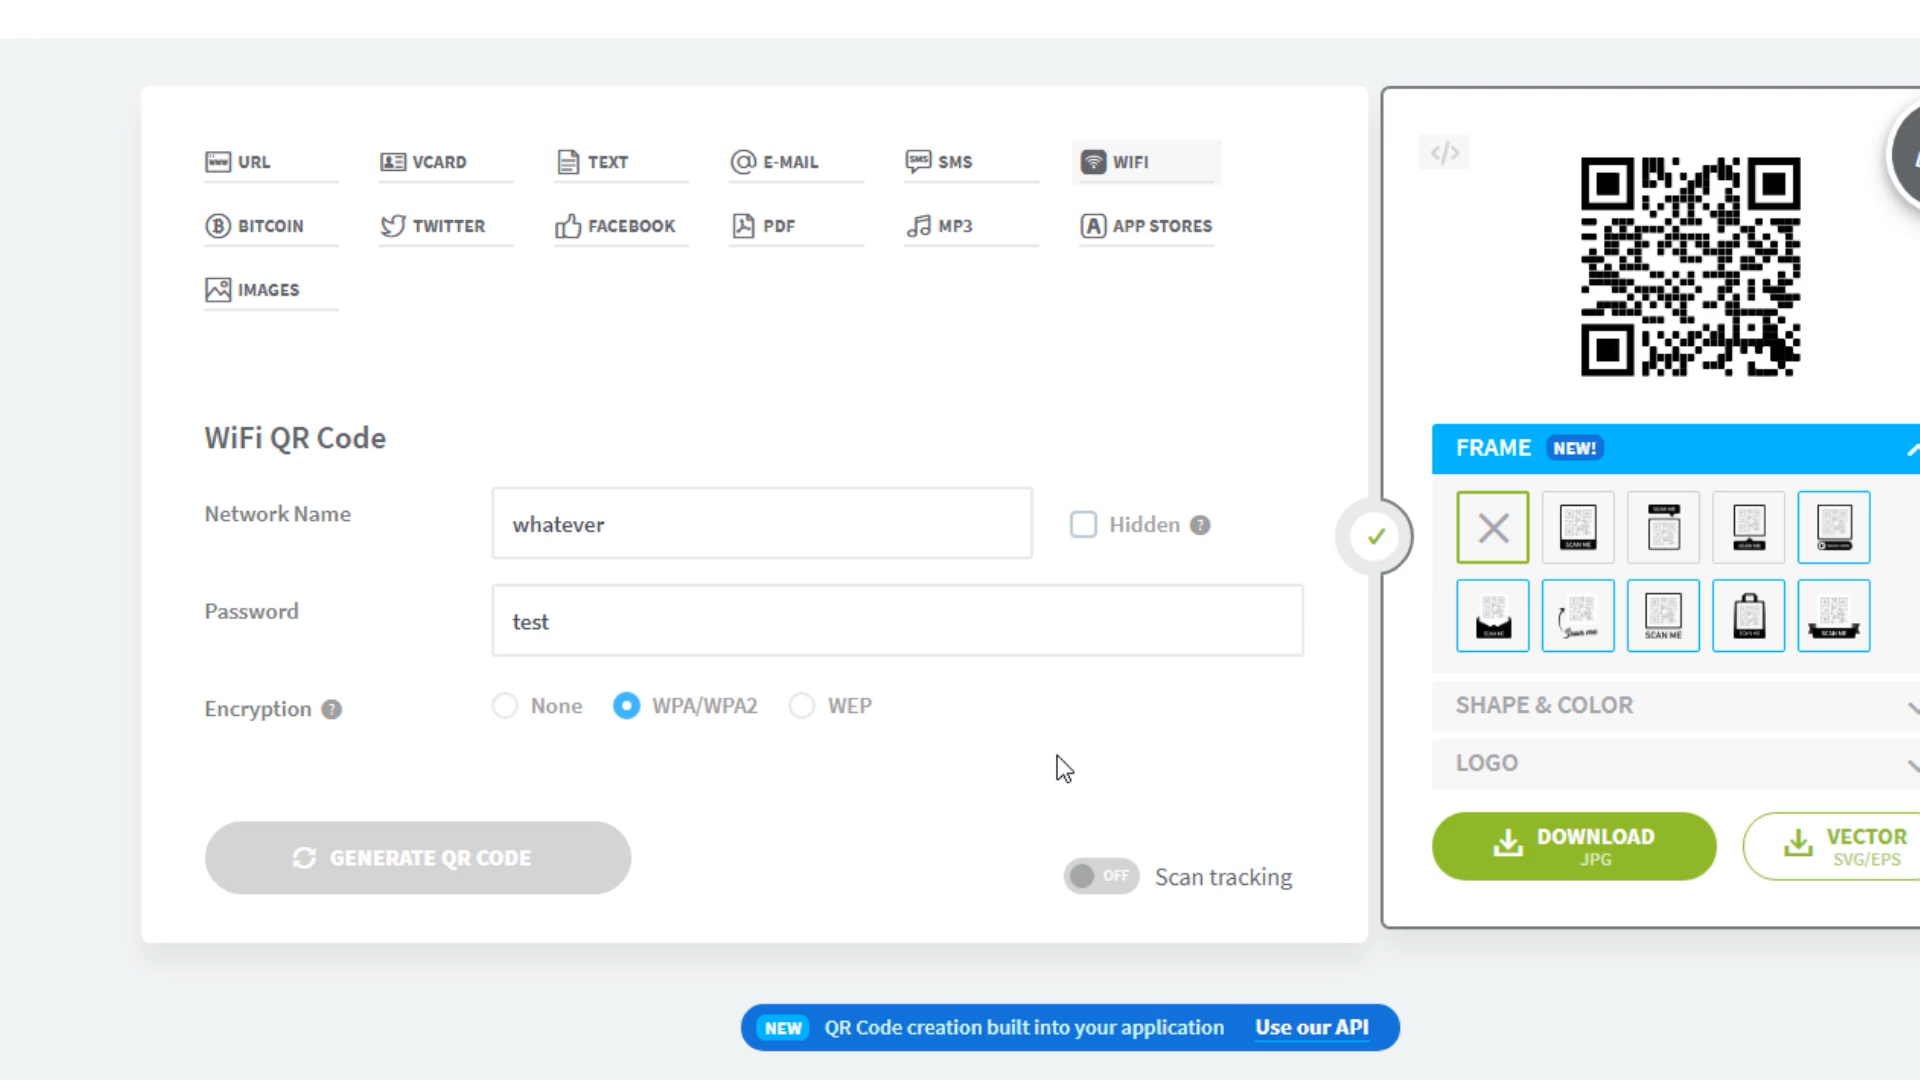 URL
VCARD
TEXT
E-MAIL
SMS
WIFI
BITCOIN
TWITTER
FACEBOOK
PDF
MP3
APP STORES
IMAGES
WiFi QR Code
Network Name
whatever
Hidden ?
Password
test
Encryption ?
None
WPA/WPA2
WEP
GENERATE QR CODE
OFF
Scan tracking
</>
FRAME NEW!
SCAN ME
SHAPE & COLOR
LOGO
DOWNLOAD
JPG
VECTOR
SVG/EPS
NEW QR Code creation built into your application Use our API